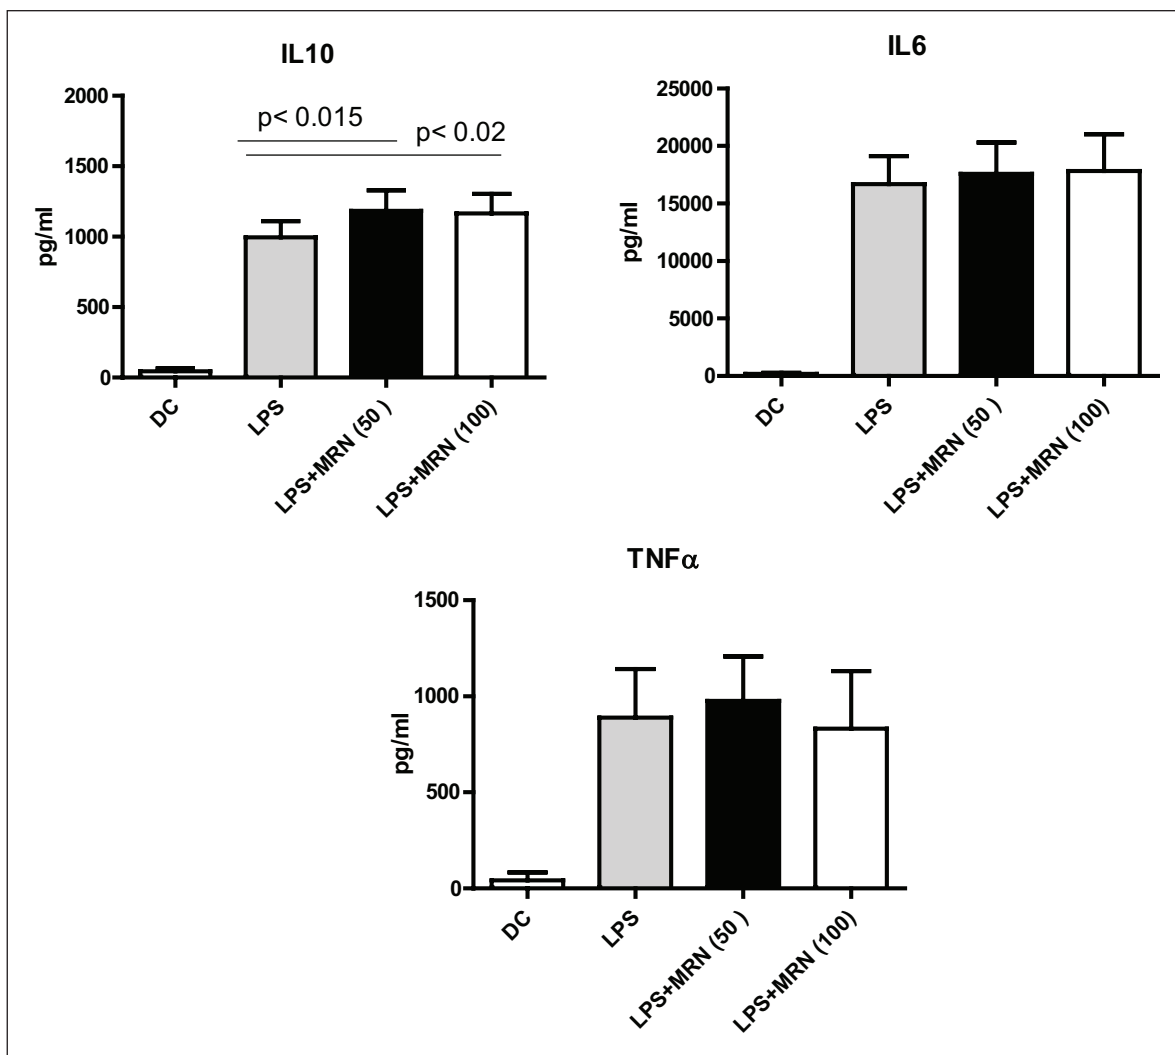 IL10
2000
1500
1000
500
0
pg/ml
p< 0.015
p< 0.02
DC
LPS
LPS+MRN (50 )
LPS+MRN (100)
IL6
25000
20000
15000
10000
5000
0
pg/ml
DC
LPS
LPS+MRN (50 )
LPS+MRN (100)
TNFα
1500
1000
500
0
pg/ml
DC
LPS
LPS+MRN (50 )
LPS+MRN (100)